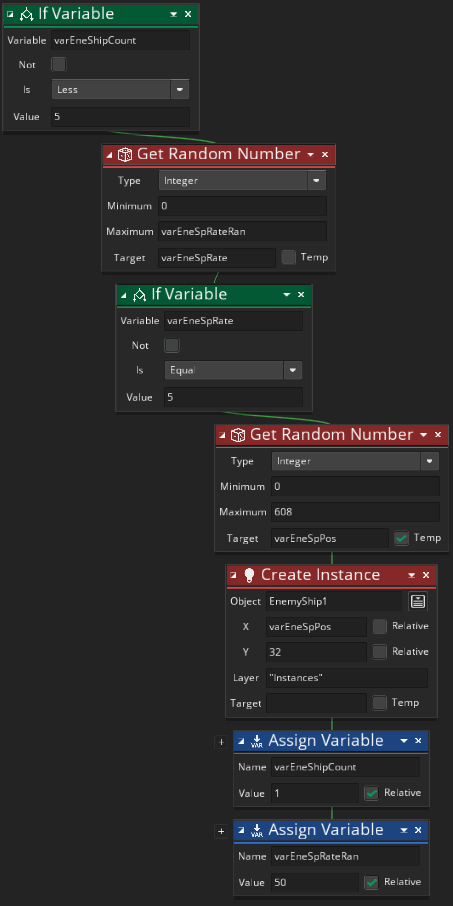 If Variable
Variable varEneShipCount
Not
Is Less
Value 5
Get Random Number
Type Integer
Minimum 0
Maximum varEneSpRateRan
Target varEneSpRate Temp
If Variable
Variable varEneSpRate
Not
Is Equal
Value 5
Get Random Number
Type Integer
Minimum 0
Maximum 608
Target varEneSpPos Temp
Create Instance
Object EnemyShip1
X varEneSpPos Relative
Y 32 Relative
Layer "Instances"
Target Temp
VAR Assign Variable
Name varEneShipCount
Value 1 Relative
VAR Assign Variable
Name varEneSpRateRan
Value 50 Relative